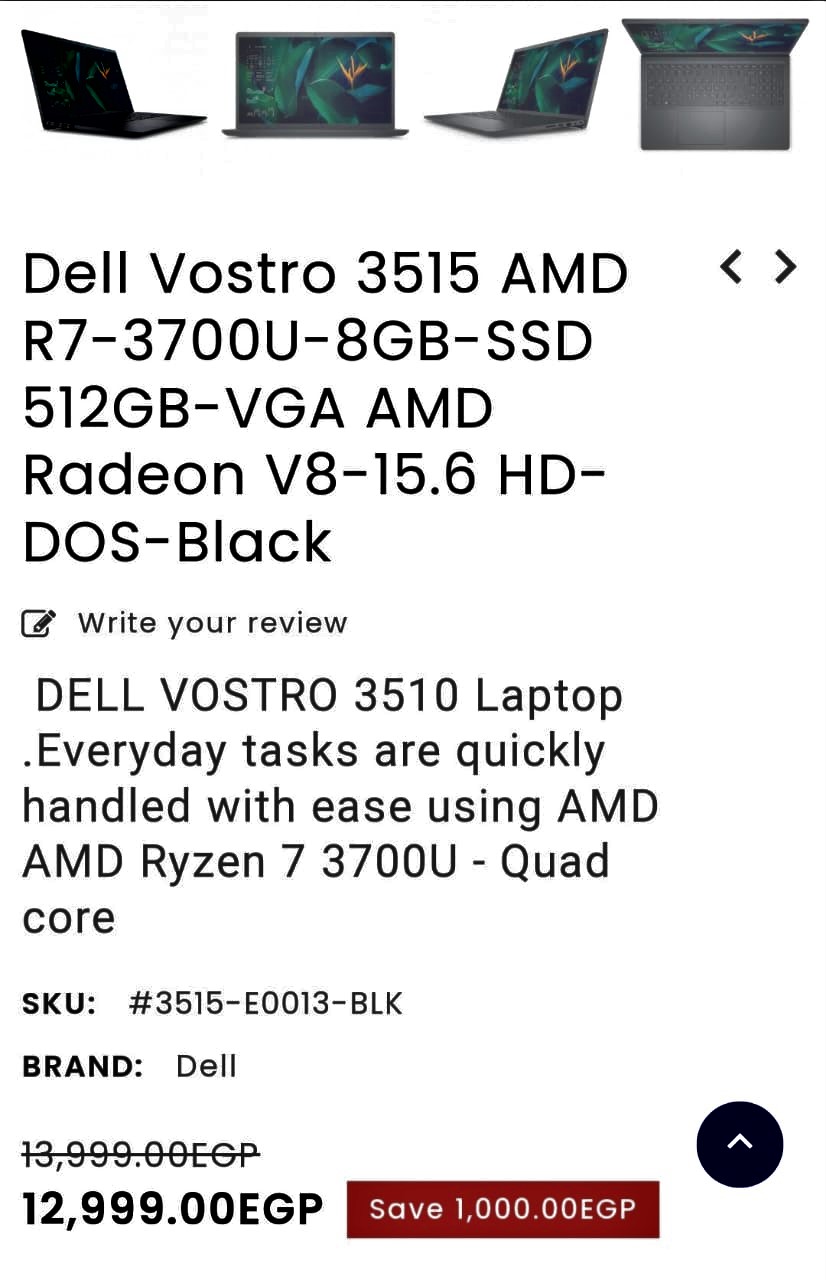 Dell Vostro 3515 AMD
R7-3700U-8GB-SSD
512GB-VGA AMD
Radeon V8-15.6 HD-
DOS-Black
Write your review
DELL VOSTRO 3510 Laptop
.Everyday tasks are quickly
handled with ease using AMD
AMD Ryzen 7 3700U - Quad
core
SKU: #3515-E0013-BLK
BRAND: Dell
13,999.00EGP
12,999.00EGP Save 1,000.00EGP